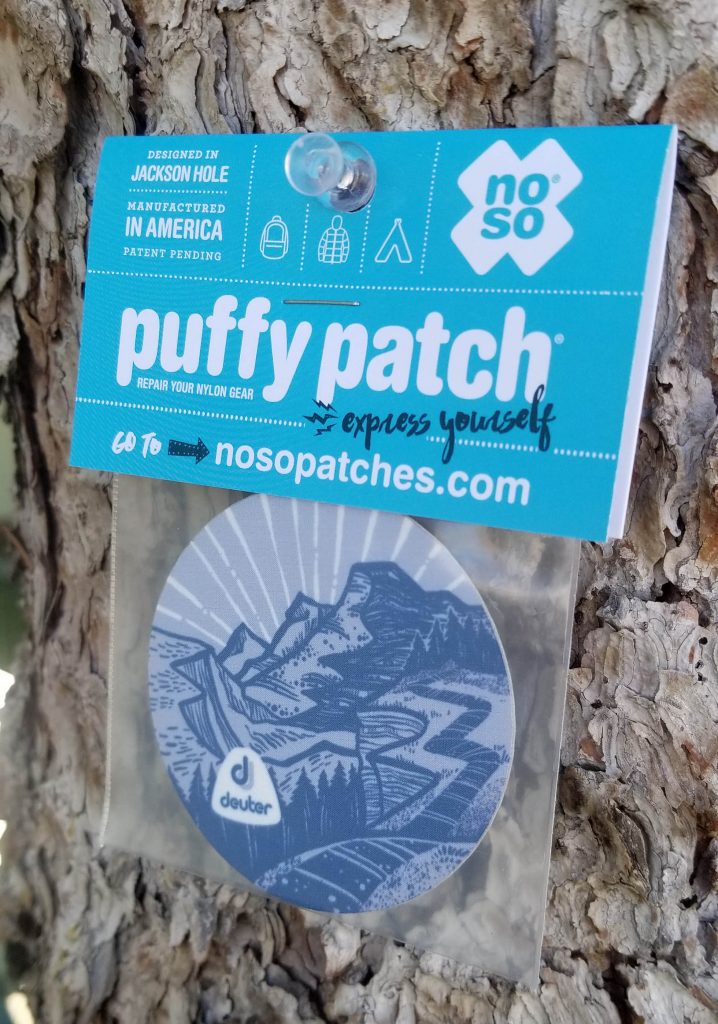 DESIGNED IN
JACKSON HOLE
MANUFACTURED
IN AMERICA
PATENT PENDING
no®
so
puffy patch®
REPAIR YOUR NYLON GEAR
express yourself
GO TO nosopatches.com
d
deuter